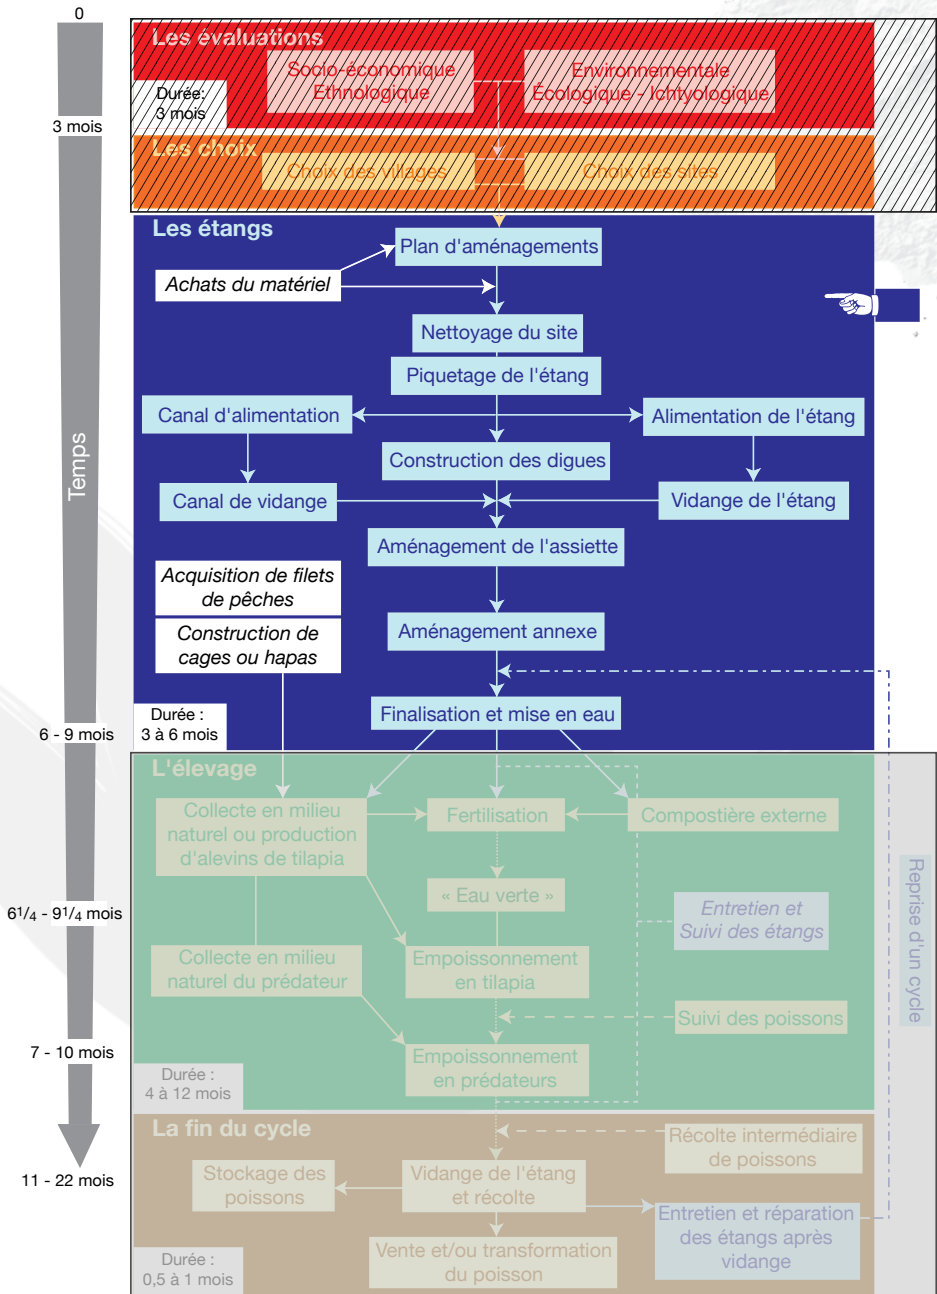 0
Les évaluations
Socio-économique
Ethnologique
Environnementale
Écologique - Ichtyologique
Durée:
3 mois
3 mois
Les choix
Choix des villages
Choix des sites
Les étangs
Plan d'aménagements
Achats du matériel
Nettoyage du site
Piquetage de l'étang
Canal d'alimentation
Alimentation de l'étang
Construction des digues
Temps
Canal de vidange
Vidange de l'étang
Aménagement de l'assiette
Acquisition de filets
de pêches
Construction de
cages ou hapas
Aménagement annexe
Finalisation et mise en eau
Durée :
3 à 6 mois
6 - 9 mois
L'élevage
Collecte en milieu
naturel ou production
d'alevins de tilapia
Fertilisation
Compostière externe
« Eau verte »
6 1/4 - 9 1/4 mois
Entretien et
Suivi des étangs
Reprise d'un cycle
Collecte en milieu
naturel du prédateur
Empoissonnement
en tilapia
Suivi des poissons
7 - 10 mois
Empoissonnement
en prédateurs
Durée :
4 à 12 mois
La fin du cycle
Récolte intermédiaire
de poissons
11 - 22 mois
Stockage des
poissons
Vidange de l'étang
et récolte
Entretien et réparation
des étangs après
vidange
Vente et/ou transformation
du poisson
Durée :
0,5 à 1 mois